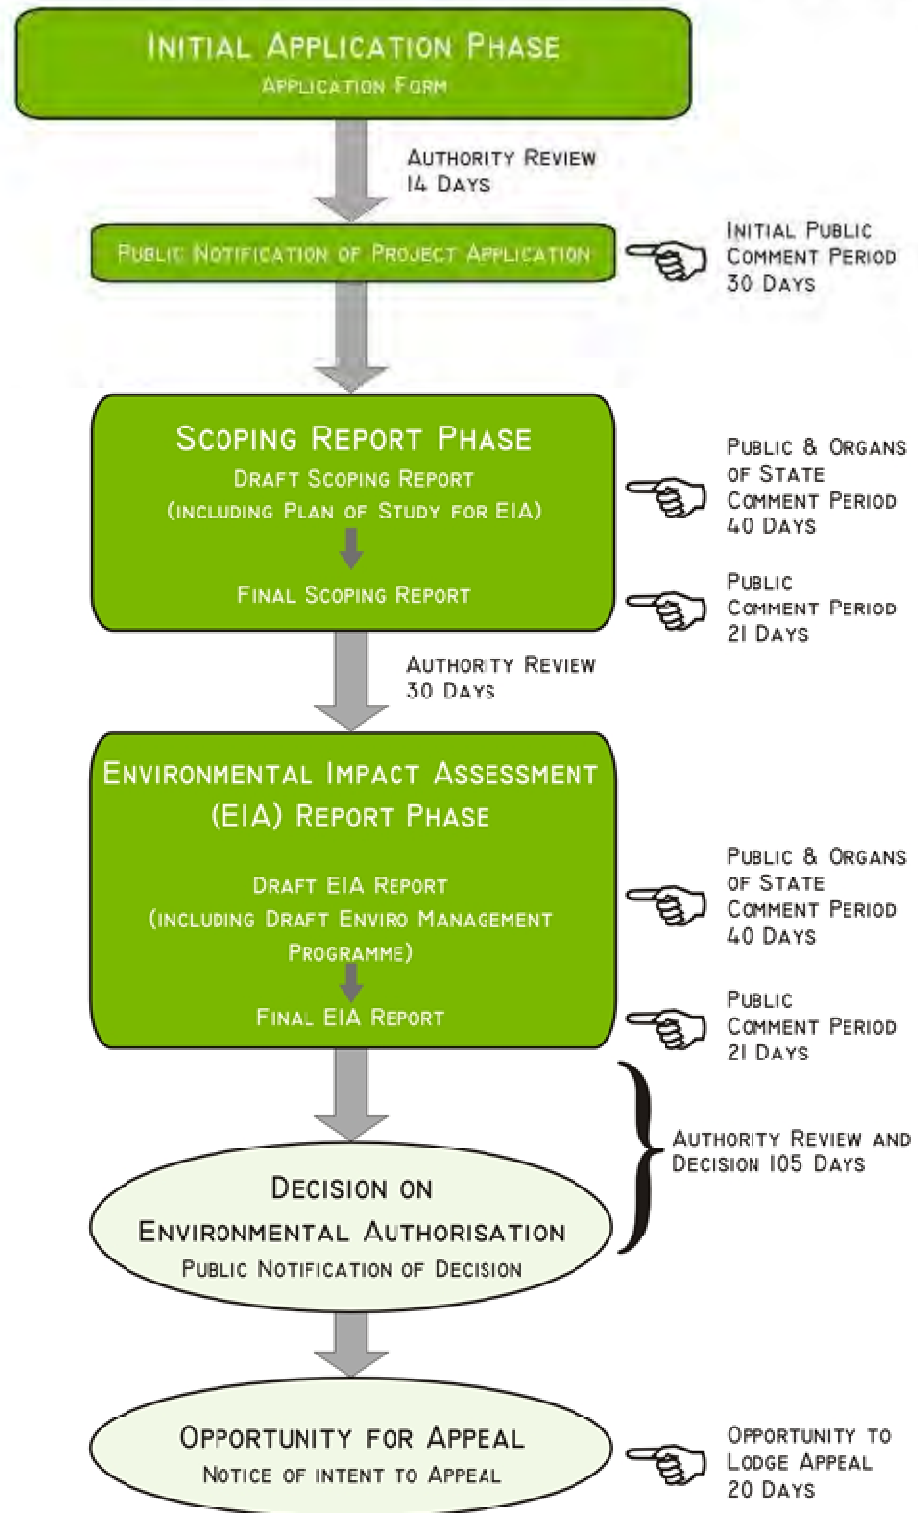 INITIAL APPLICATION PHASE
APPLICATION FORM
AUTHORITY REVIEW
14 DAYS
PUBLIC NOTIFICATION OF PROJECT APPLICATION
INITIAL PUBLIC
COMMENT PERIOD
30 DAYS
SCOPING REPORT PHASE
DRAFT SCOPING REPORT
(INCLUDING PLAN OF STUDY FOR EIA)
PUBLIC & ORGANS
OF STATE
COMMENT PERIOD
40 DAYS
FINAL SCOPING REPORT
PUBLIC
COMMENT PERIOD
21 DAYS
AUTHORITY REVIEW
30 DAYS
ENVIRONMENTAL IMPACT ASSESSMENT
(EIA) REPORT PHASE
DRAFT EIA REPORT
(INCLUDING DRAFT ENVIRO MANAGEMENT
PROGRAMME)
PUBLIC & ORGANS
OF STATE
COMMENT PERIOD
40 DAYS
FINAL EIA REPORT
PUBLIC
COMMENT PERIOD
21 DAYS
AUTHORITY REVIEW AND
DECISION 105 DAYS
DECISION ON
ENVIRONMENTAL AUTHORISATION
PUBLIC NOTIFICATION OF DECISION
OPPORTUNITY FOR APPEAL
NOTICE OF INTENT TO APPEAL
OPPORTUNITY TO
LODGE APPEAL
20 DAYS